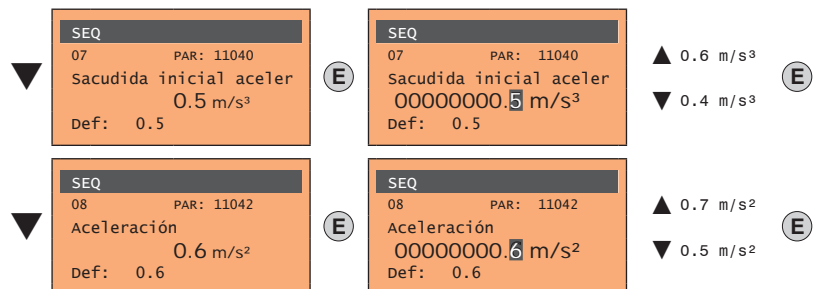 SEQ
07 PAR: 11040
Sacudida inicial aceler
0.5 m/s³
Def: 0.5
E
SEQ
07 PAR: 11040
Sacudida inicial aceler
00000000.5 m/s³
Def: 0.5
▲ 0.6 m/s³
▼ 0.4 m/s³
E
SEQ
08 PAR: 11042
Aceleración
0.6 m/s²
Def: 0.6
E
SEQ
08 PAR: 11042
Aceleración
00000000.6 m/s²
Def: 0.6
▲ 0.7 m/s²
▼ 0.5 m/s²
E